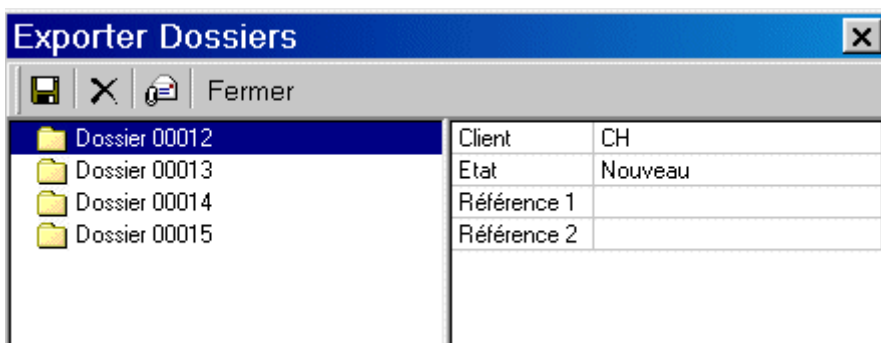 Exporter Dossiers
Fermer
Dossier 00012
Dossier 00013
Dossier 00014
Dossier 00015
Client CH
Etat Nouveau
Référence 1
Référence 2